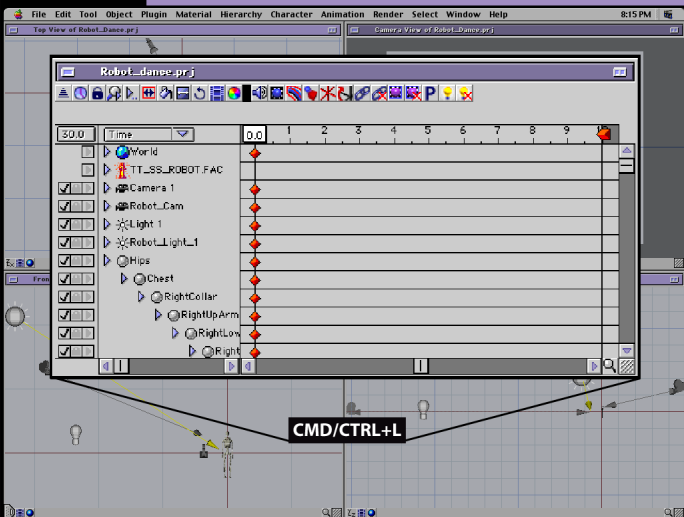 File Edit Tool Object Plugin Material Hierarchy Character Animation Render Select Window Help 8:15 PM
Top View of Robot_Dance.prj
Camera View of Robot_Dance.prj
Robot_dance.prj
P
30.0 Time 0.0 1 2 3 4 5 6 7 8 9
World
TT_SS_ROBOT.FAC
Camera 1
Robot_Cam
Light 1
Robot_Light_1
Hips
Chest
RightCollar
RightUpArm
RightLow
Right
Fron
CMD/CTRL+L